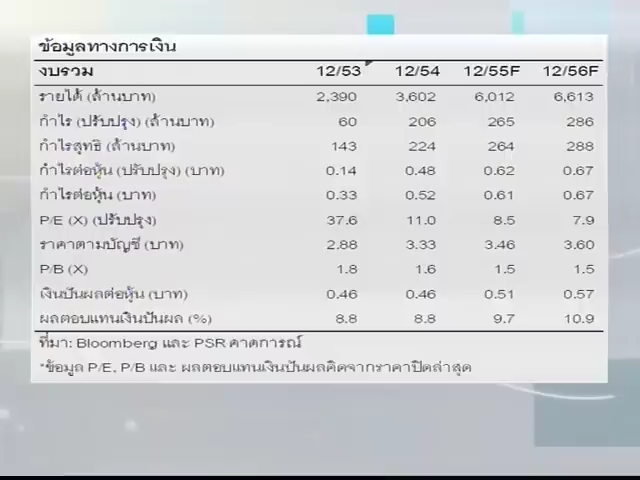 ข้อมูลทางการเงิน
งบรวม 12/53 12/54 12/55F 12/56F
รายได้ (ล้านบาท) 2,390 3,602 6,012 6,613
กำไร (ปรับปรุง) (ล้านบาท) 60 206 265 286
กำไรสุทธิ (ล้านบาท) 143 224 264 288
กำไรต่อหุ้น (ปรับปรุง) (บาท) 0.14 0.48 0.62 0.67
กำไรต่อหุ้น (บาท) 0.33 0.52 0.61 0.67
P/E (X) (ปรับปรุง) 37.6 11.0 8.5 7.9
ราคาตามบัญชี (บาท) 2.88 3.33 3.46 3.60
P/B (X) 1.8 1.6 1.5 1.5
เงินปันผลต่อหุ้น (บาท) 0.46 0.46 0.51 0.57
ผลตอบแทนเงินปันผล (%) 8.8 8.8 9.7 10.9
ที่มา: Bloomberg และ PSR คาดการณ์
*ข้อมูล P/E, P/B และ ผลตอบแทนเงินปันผลคิดจากราคาปิดล่าสุด